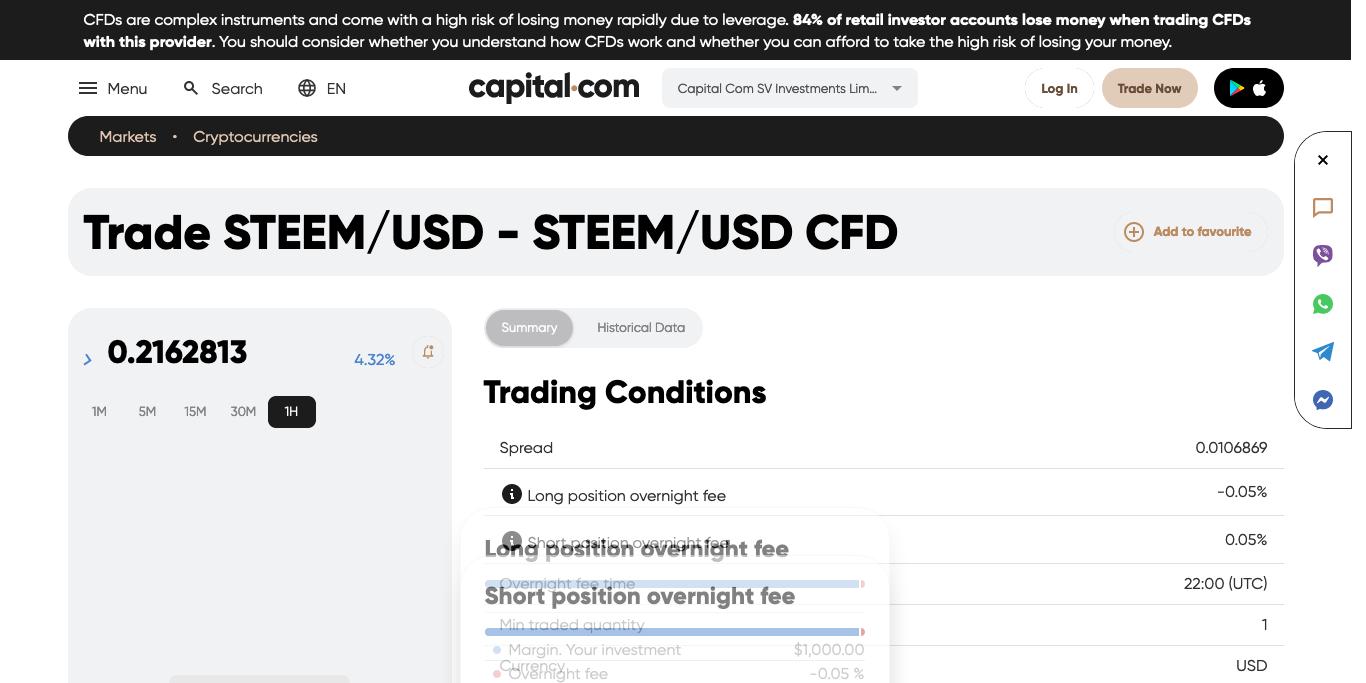 CFDs are complex instruments and come with a high risk of losing money rapidly due to leverage. 84% of retail investor accounts lose money when trading CFDs
with this provider. You should consider whether you understand how CFDs work and whether you can afford to take the high risk of losing your money.
Menu Search EN capital.com Capital Com SV Investments Lim... Log In Trade Now
Markets • Cryptocurrencies
Trade STEEM/USD - STEEM/USD CFD
Add to favourite
0.2162813 4.32%
1M 5M 15M 30M 1H
Summary Historical Data
Trading Conditions
Spread 0.0106869
Long position overnight fee -0.05%
Short position overnight fee 0.05%
Long position overnight fee
Overnight fee time 22:00 (UTC)
Short position overnight fee
Min traded quantity 1
Margin. Your investment $1,000.00
Currency USD
Overnight fee -0.05 %